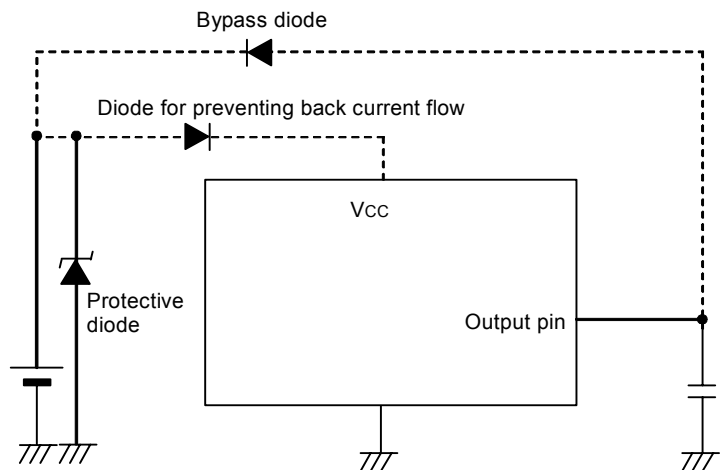 Bypass diode
Diode for preventing back current flow
VCC
Protective
diode
Output pin